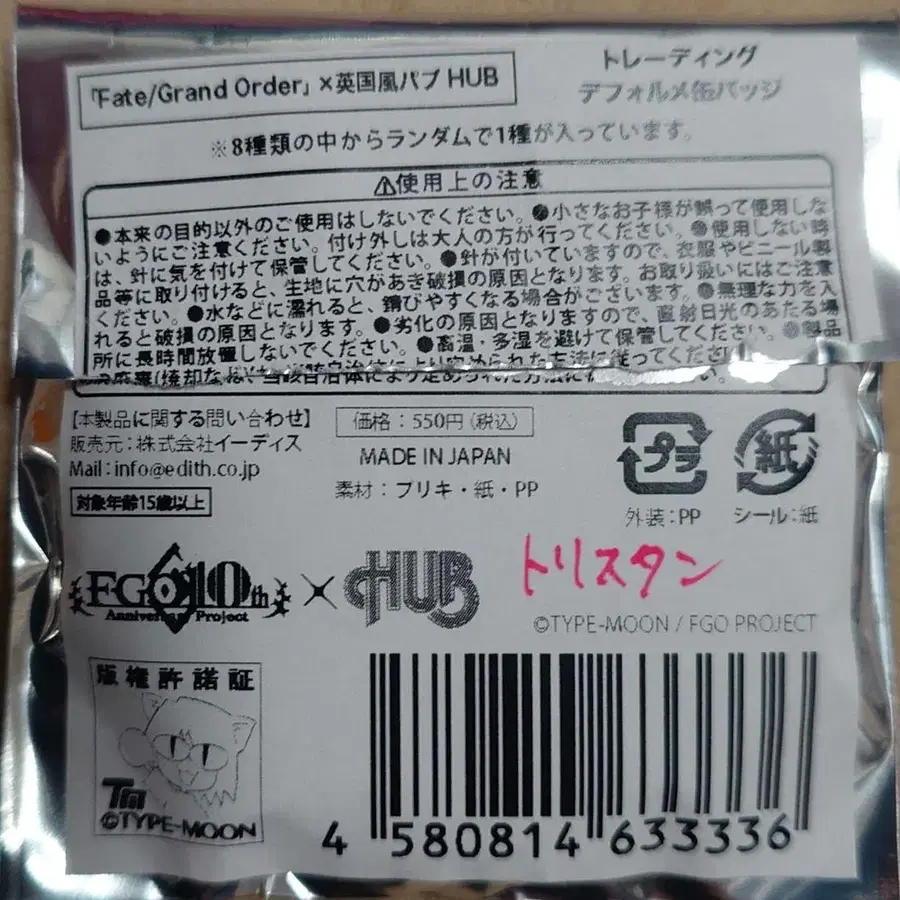 「Fate/Grand Order」×英国風パブ HUB
トレーディング
デフォルメ缶バッジ
※8種類の中からランダムで1種が入っています。
⚠使用上の注意
●本来の目的以外のご使用はしないでください。●小さなお子様が誤って使用しな
いようにご注意ください。付け外しは大人の方が行ってください。●使用しない時
は、針に気を付けて保管してください。●針が付いていますので、衣服やビニール製
品等に取り付けると、生地に穴があき破損の原因となります。お取り扱いにはご注意
ください。●水などに濡れると、錆びやすくなる場合がございます。●無理な力を入
れると破損の原因となります。●劣化の原因となりますので、直射日光のあたる場
所に長時間放置しないでください。●高温・多湿を避けて保管してください。●製品
【本製品に関する問い合わせ】
販売元：株式会社イーディス
Mail：info@edith.co.jp
対象年齢15歳以上
価格：550円（税込）
MADE IN JAPAN
素材：ブリキ・紙・PP
プラ
外装：PP
紙
シール：紙
FGO 10th
Anniversary Project
×
HUB
トリスタン
©TYPE-MOON / FGO PROJECT
版権許諾証
TM
©TYPE-MOON
4 580814 633336